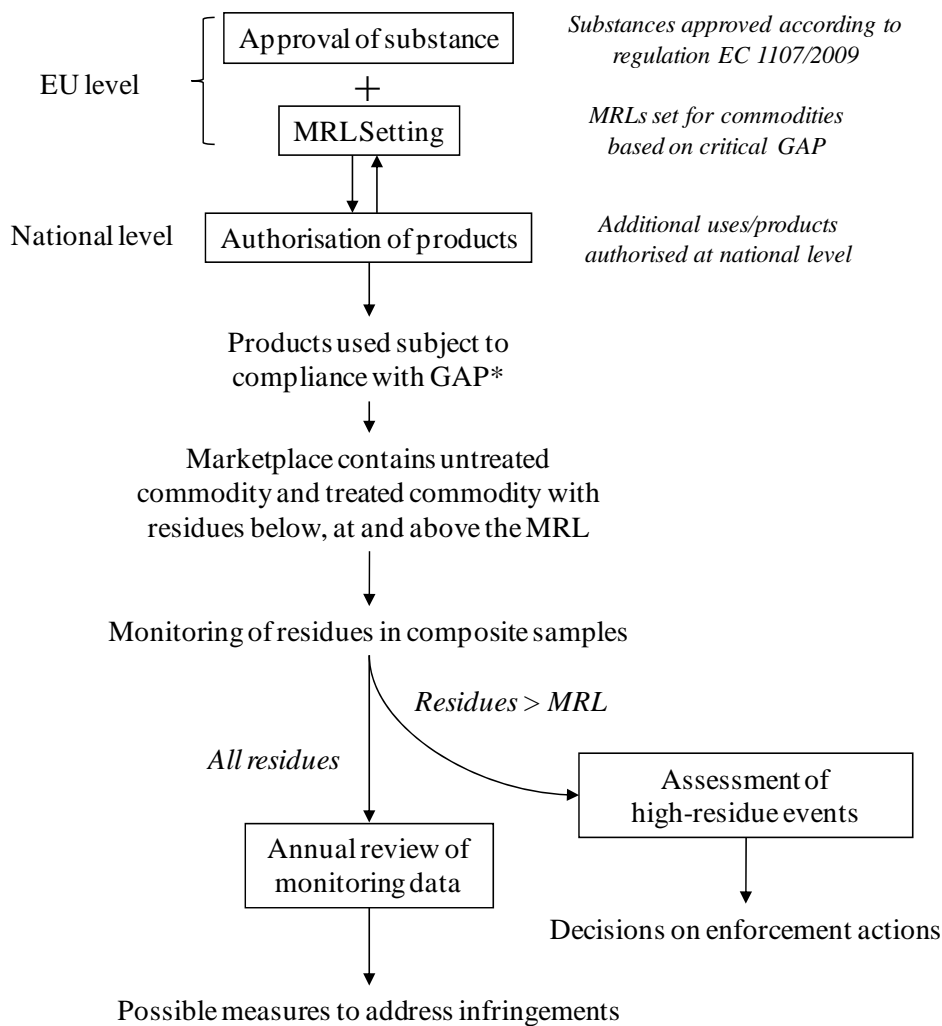 Approval of substance
Substances approved according to
regulation EC 1107/2009
EU level
+
MRL Setting
MRLs set for commodities
based on critical GAP
National level
Authorisation of products
Additional uses/products
authorised at national level
Products used subject to
compliance with GAP*
Marketplace contains untreated
commodity and treated commodity with
residues below, at and above the MRL
Monitoring of residues in composite samples
Residues > MRL
All residues
Assessment of
high-residue events
Annual review of
monitoring data
Decisions on enforcement actions
Possible measures to address infringements